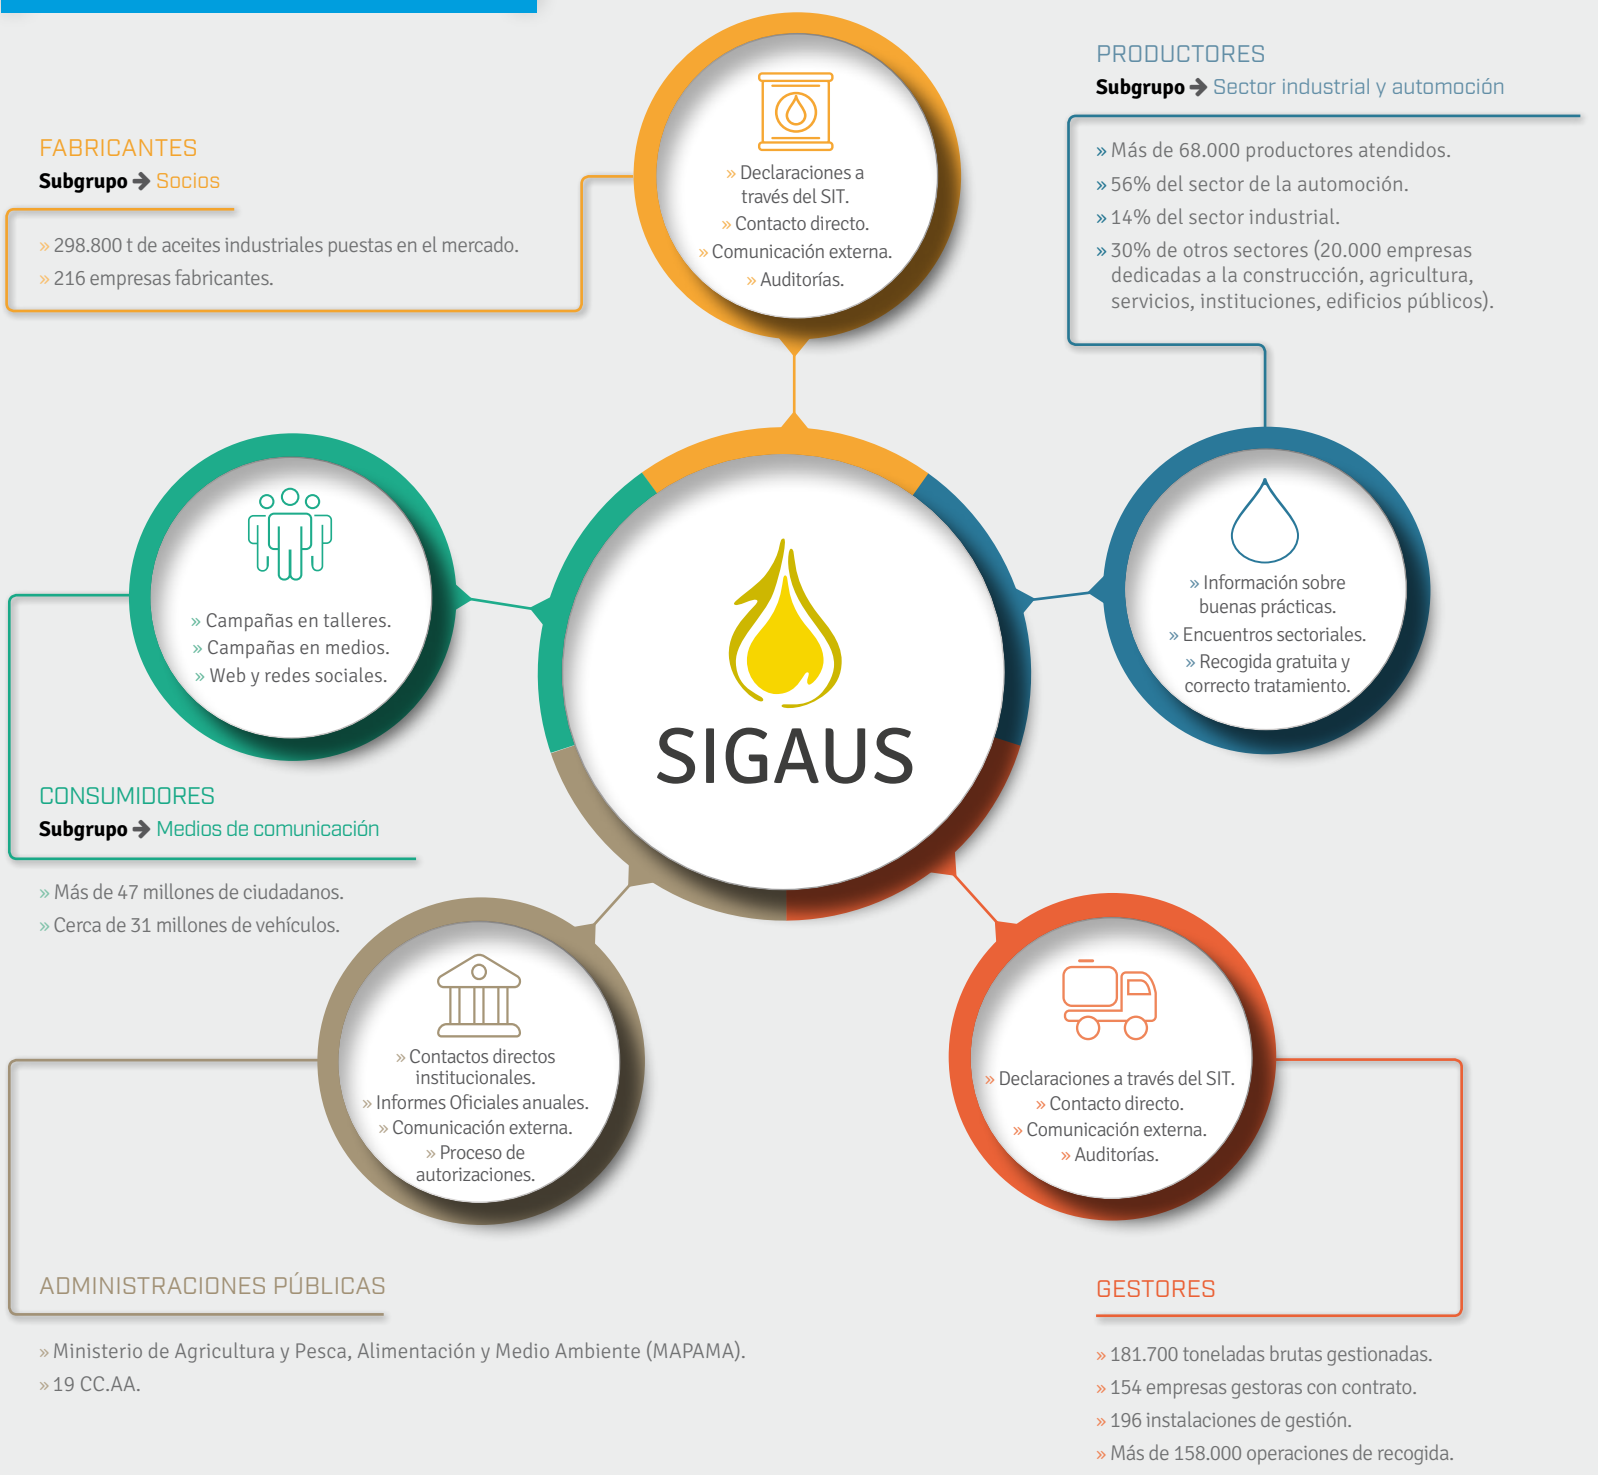 FABRICANTES
Subgrupo → Socios
» 298.800 t de aceites industriales puestas en el mercado.
» 216 empresas fabricantes.
» Declaraciones a
través del SIT.
» Contacto directo.
» Comunicación externa.
» Auditorías.
PRODUCTORES
Subgrupo → Sector industrial y automoción
» Más de 68.000 productores atendidos.
» 56% del sector de la automoción.
» 14% del sector industrial.
» 30% de otros sectores (20.000 empresas
dedicadas a la construcción, agricultura,
servicios, instituciones, edificios públicos).
» Información sobre
buenas prácticas.
» Encuentros sectoriales.
» Recogida gratuita y
correcto tratamiento.
» Campañas en talleres.
» Campañas en medios.
» Web y redes sociales.
SIGAUS
CONSUMIDORES
Subgrupo → Medios de comunicación
» Más de 47 millones de ciudadanos.
» Cerca de 31 millones de vehículos.
» Contactos directos
institucionales.
» Informes Oficiales anuales.
» Comunicación externa.
» Proceso de
autorizaciones.
» Declaraciones a través del SIT.
» Contacto directo.
» Comunicación externa.
» Auditorías.
ADMINISTRACIONES PÚBLICAS
» Ministerio de Agricultura y Pesca, Alimentación y Medio Ambiente (MAPAMA).
» 19 CC.AA.
GESTORES
» 181.700 toneladas brutas gestionadas.
» 154 empresas gestoras con contrato.
» 196 instalaciones de gestión.
» Más de 158.000 operaciones de recogida.